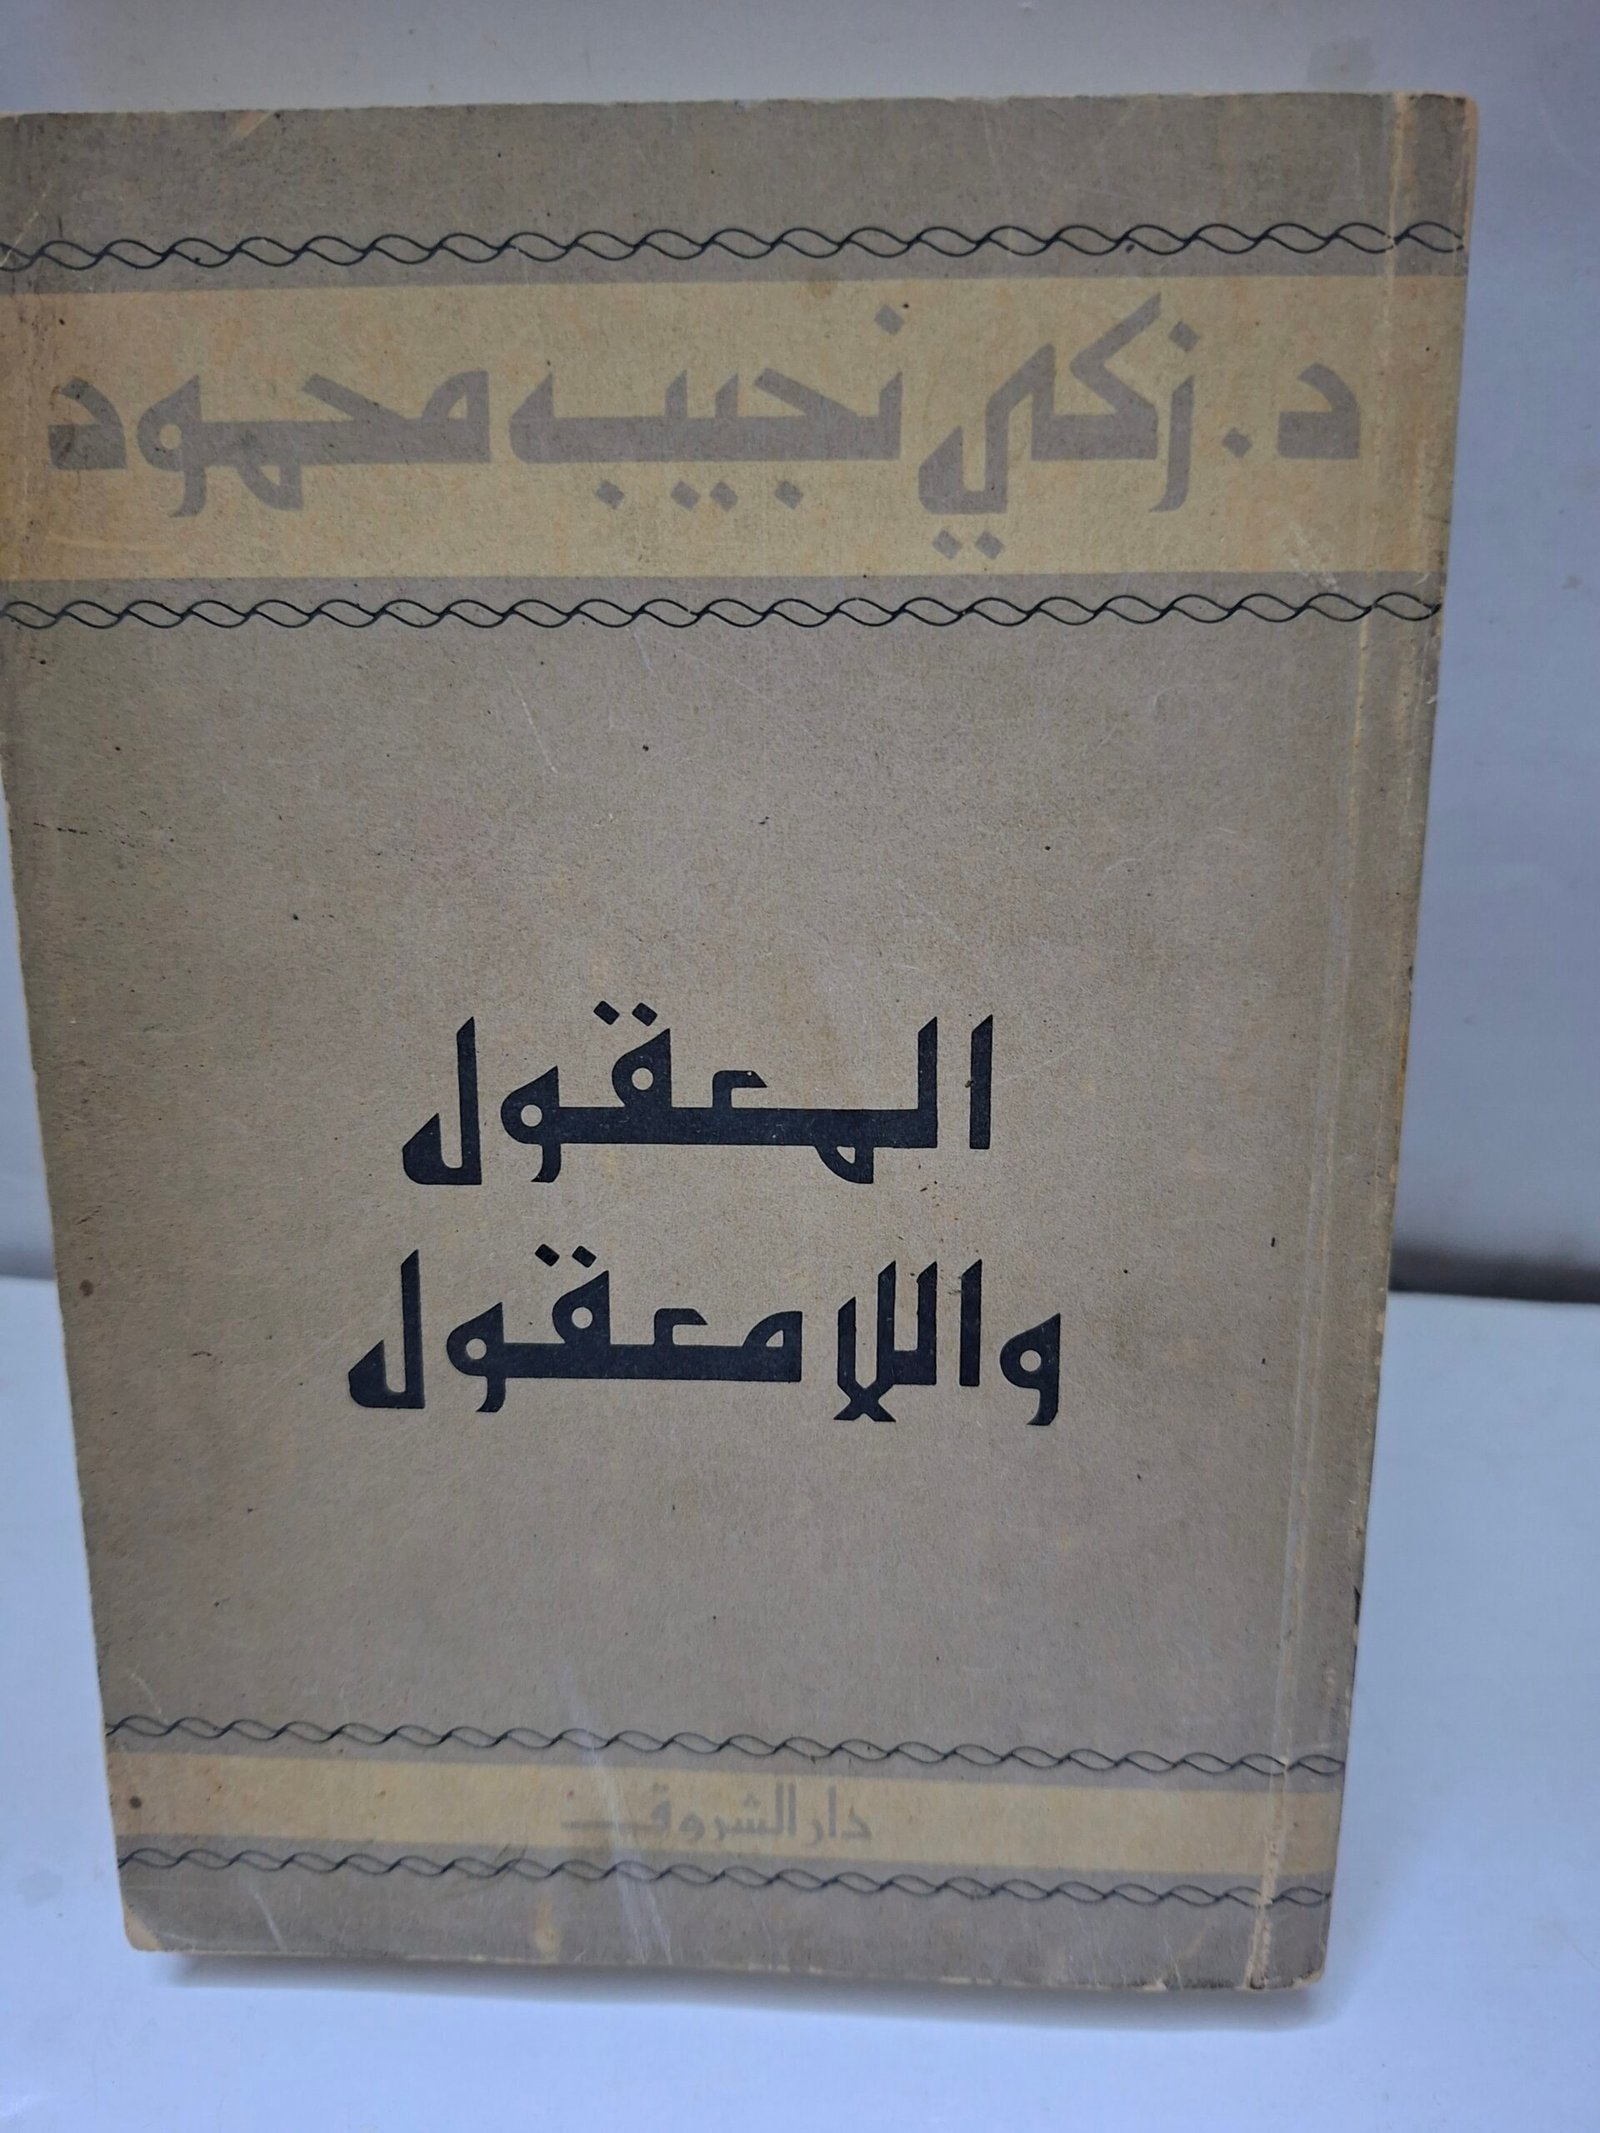 د. زكي نجيب محمود
المعقول
واللامعقول
دار الشروق